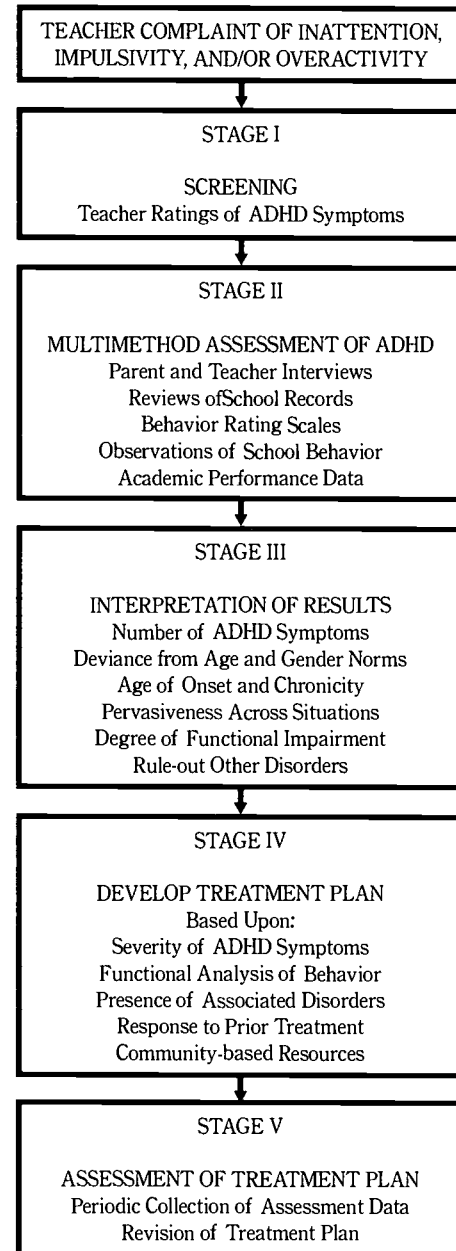 TEACHER COMPLAINT OF INATTENTION,
IMPULSIVITY, AND/OR OVERACTIVITY
STAGE I
SCREENING
Teacher Ratings of ADHD Symptoms
STAGE II
MULTIMETHOD ASSESSMENT OF ADHD
Parent and Teacher Interviews
Reviews ofSchool Records
Behavior Rating Scales
Observations of School Behavior
Academic Performance Data
STAGE III
INTERPRETATION OF RESULTS
Number of ADHD Symptoms
Deviance from Age and Gender Norms
Age of Onset and Chronicity
Pervasiveness Across Situations
Degree of Functional Impairment
Rule-out Other Disorders
STAGE IV
DEVELOP TREATMENT PLAN
Based Upon:
Severity of ADHD Symptoms
Functional Analysis of Behavior
Presence of Associated Disorders
Response to Prior Treatment
Community-based Resources
STAGE V
ASSESSMENT OF TREATMENT PLAN
Periodic Collection of Assessment Data
Revision of Treatment Plan